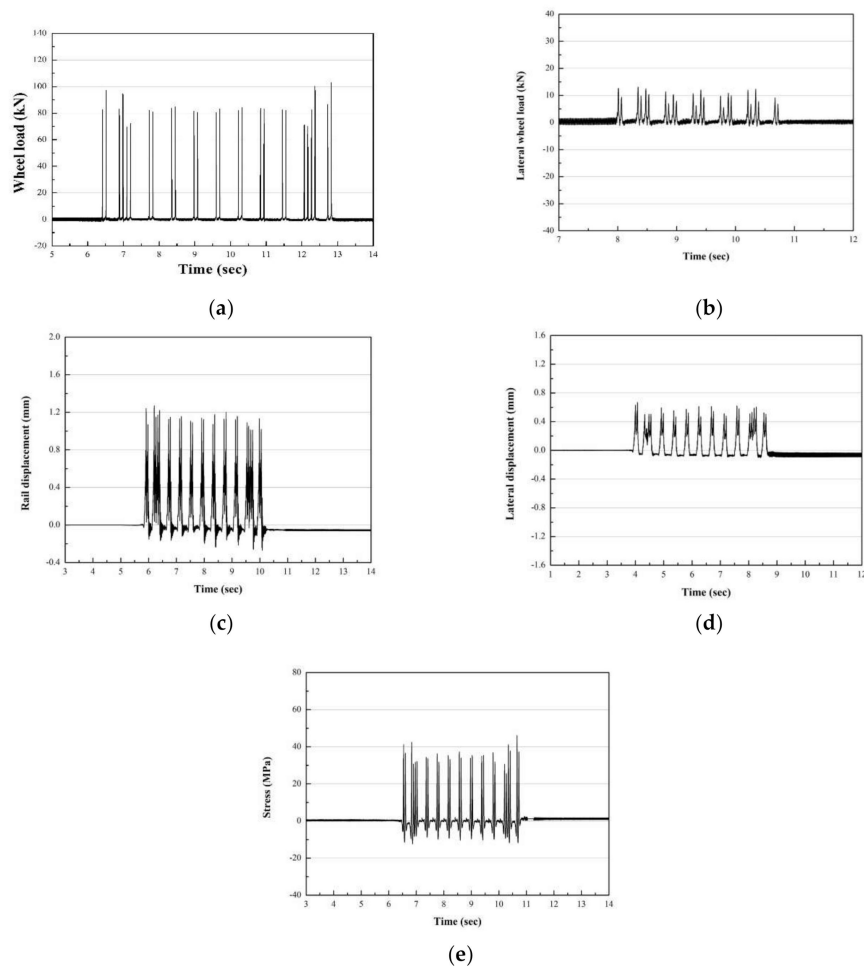 140
120
100
80
60
40
20
0
-20
Wheel load (kN)
5 6 7 8 9 10 11 12 13 14
Time (sec)
(a)
40
30
20
10
0
-10
-20
-30
-40
Lateral wheel load (kN)
7 8 9 10 11 12
Time (sec)
(b)
2.0
1.6
1.2
0.8
0.4
0.0
-0.4
Rail displacement (mm)
3 4 5 6 7 8 9 10 11 12 13 14
Time (sec)
(c)
1.6
1.2
0.8
0.4
0.0
-0.4
-0.8
-1.2
-1.6
Lateral displacement (mm)
1 2 3 4 5 6 7 8 9 10 11 12
Time (sec)
(d)
80
60
40
20
0
-20
-40
Stress (MPa)
3 4 5 6 7 8 9 10 11 12 13 14
Time (sec)
(e)